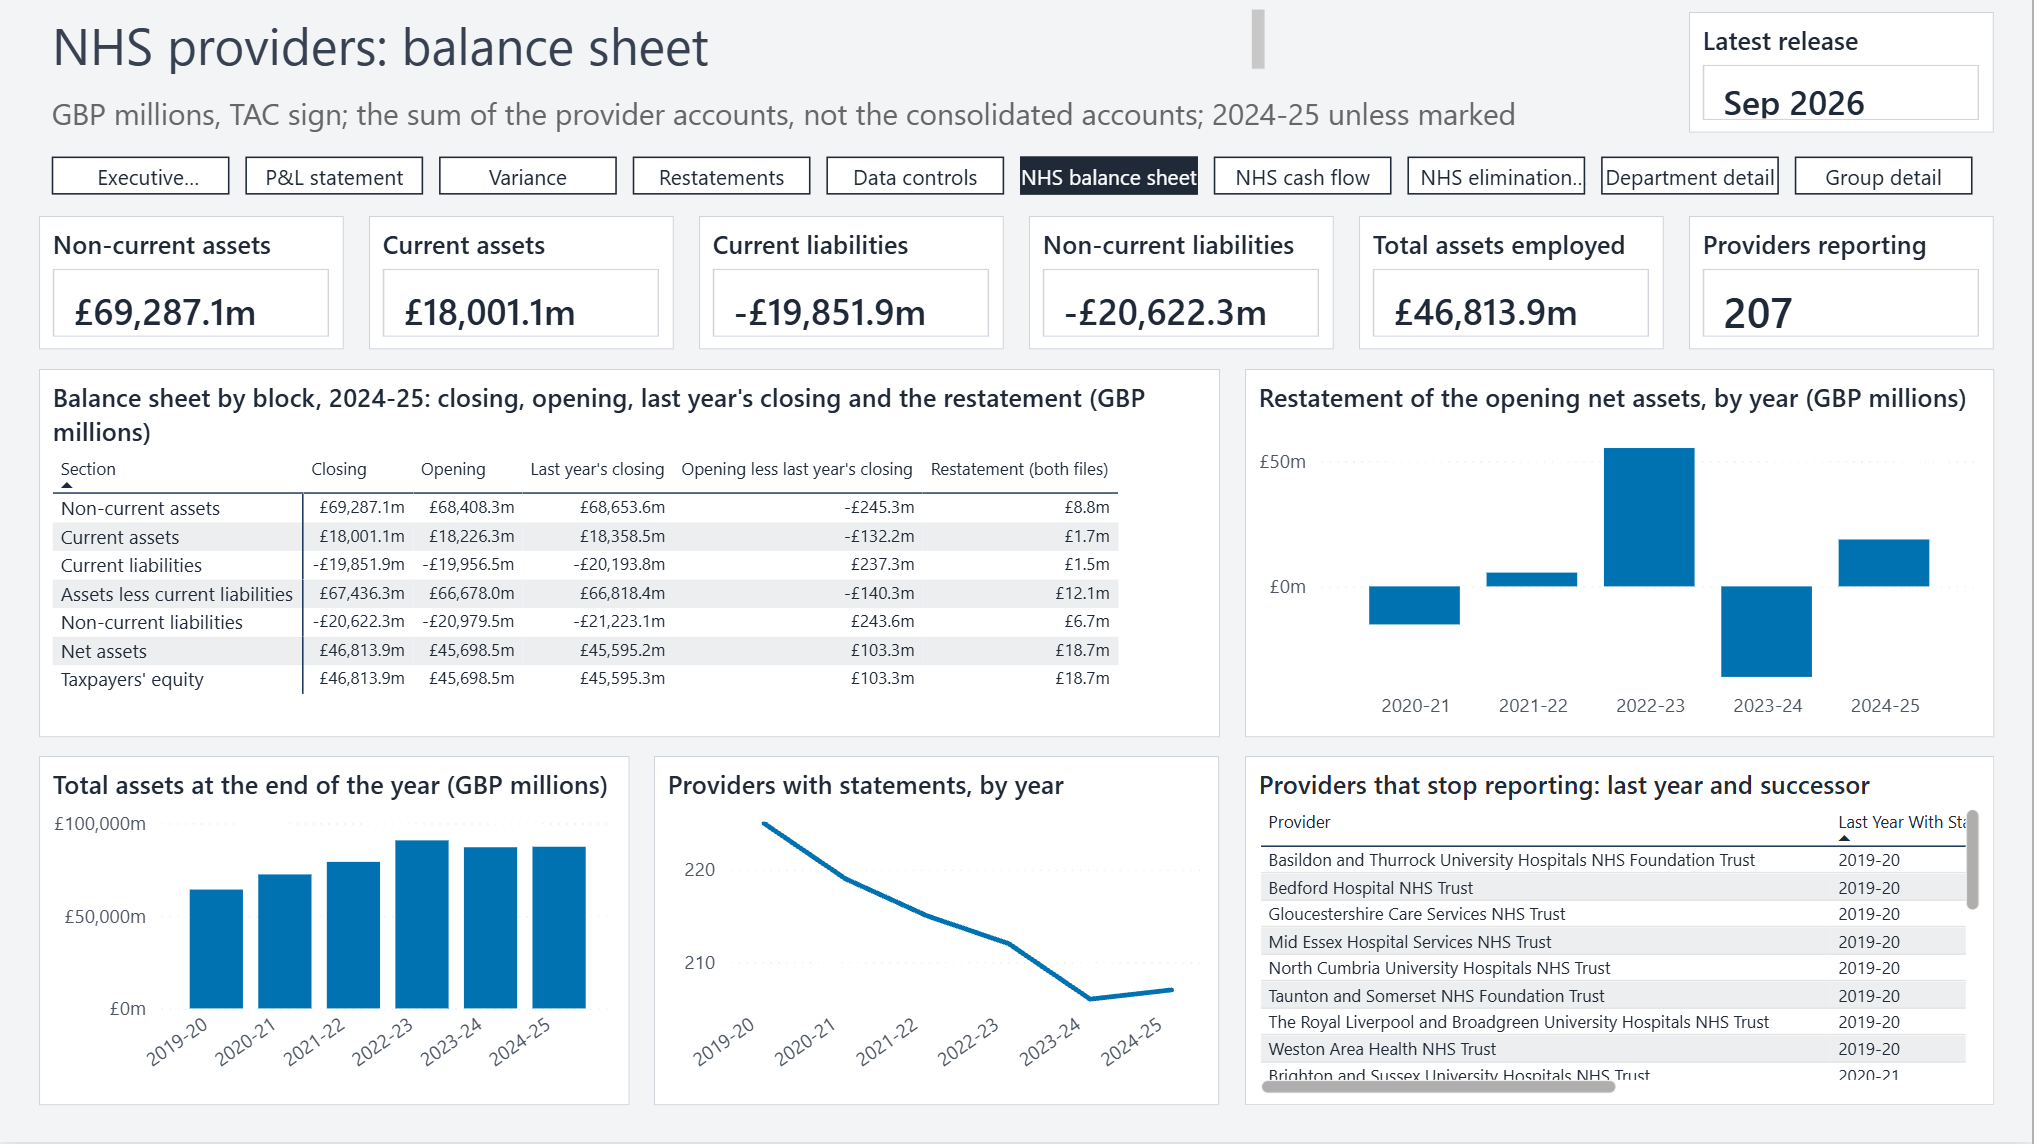 NHS providers: balance sheet
GBP millions, TAC sign; the sum of the provider accounts, not the consolidated accounts; 2024-25 unless marked
Latest release
Sep 2026
Executive...
P&L statement
Variance
Restatements
Data controls
NHS balance sheet
NHS cash flow
NHS elimination...
Department detail
Group detail
Non-current assets
£69,287.1m
Current assets
£18,001.1m
Current liabilities
-£19,851.9m
Non-current liabilities
-£20,622.3m
Total assets employed
£46,813.9m
Providers reporting
207
Balance sheet by block, 2024-25: closing, opening, last year's closing and the restatement (GBP
millions)
Section Closing Opening Last year's closing Opening less last year's closing Restatement (both files)
Non-current assets £69,287.1m £68,408.3m £68,653.6m -£245.3m £8.8m
Current assets £18,001.1m £18,226.3m £18,358.5m -£132.2m £1.7m
Current liabilities -£19,851.9m -£19,956.5m -£20,193.8m £237.3m £1.5m
Assets less current liabilities £67,436.3m £66,678.0m £66,818.4m -£140.3m £12.1m
Non-current liabilities -£20,622.3m -£20,979.5m -£21,223.1m £243.6m £6.7m
Net assets £46,813.9m £45,698.5m £45,595.2m £103.3m £18.7m
Taxpayers' equity £46,813.9m £45,698.5m £45,595.3m £103.3m £18.7m
Restatement of the opening net assets, by year (GBP millions)
£50m
£0m
2020-21 2021-22 2022-23 2023-24 2024-25
Total assets at the end of the year (GBP millions)
£100,000m
£50,000m
£0m
2019-20 2020-21 2021-22 2022-23 2023-24 2024-25
Providers with statements, by year
220
210
2019-20 2020-21 2021-22 2022-23 2023-24 2024-25
Providers that stop reporting: last year and successor
Provider Last Year With Sta
Basildon and Thurrock University Hospitals NHS Foundation Trust 2019-20
Bedford Hospital NHS Trust 2019-20
Gloucestershire Care Services NHS Trust 2019-20
Mid Essex Hospital Services NHS Trust 2019-20
North Cumbria University Hospitals NHS Trust 2019-20
Taunton and Somerset NHS Foundation Trust 2019-20
The Royal Liverpool and Broadgreen University Hospitals NHS Trust 2019-20
Weston Area Health NHS Trust 2019-20
Brighton and Sussex University Hospitals NHS Trust 2020-21